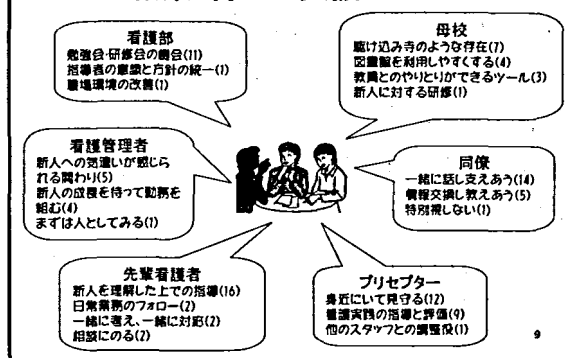 看護部
勉強会・研修会の機会(11)
指導者の意識と方針の統一(1)
職場環境の改善(1)
母校
駆け込み寺のような存在(7)
図書館を利用しやすくする(4)
教員とのやりとりができるツール(3)
新人に対する研修(1)
看護管理者
新人への気遣いが感じら
れる関わり(5)
新人の成長を待って勤務を
組む(4)
まずは人としてみる(1)
同僚
一緒に話し支えあう(14)
情報交換し教えあう(5)
特別視しない(1)
先輩看護者
新人を理解した上での指導(16)
日常業務のフォロー(2)
一緒に考え、一緒に対応(2)
相談にのる(2)
プリセプター
身近にいて見守る(12)
看護実践の指導と評価(9)
他のスタッフとの調整役(1)
9